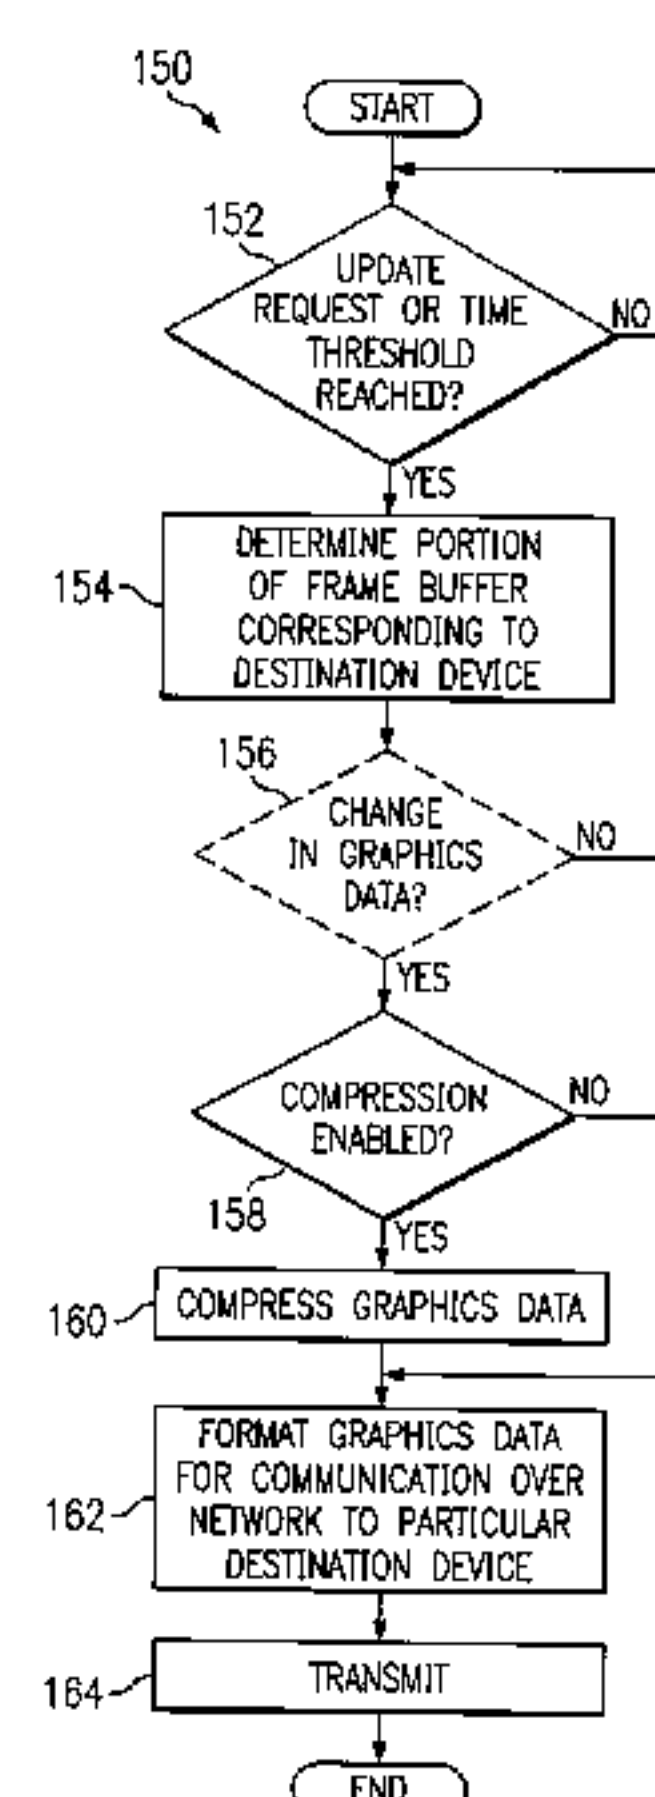 150
START
152
UPDATE
REQUEST OR TIME
THRESHOLD
REACHED?
NO
YES
154
DETERMINE PORTION
OF FRAME BUFFER
CORRESPONDING TO
DESTINATION DEVICE
156
CHANGE
IN GRAPHICS
DATA?
NO
YES
COMPRESSION
ENABLED?
NO
158
YES
160
COMPRESS GRAPHICS DATA
162
FORMAT GRAPHICS DATA
FOR COMMUNICATION OVER
NETWORK TO PARTICULAR
DESTINATION DEVICE
164
TRANSMIT
END